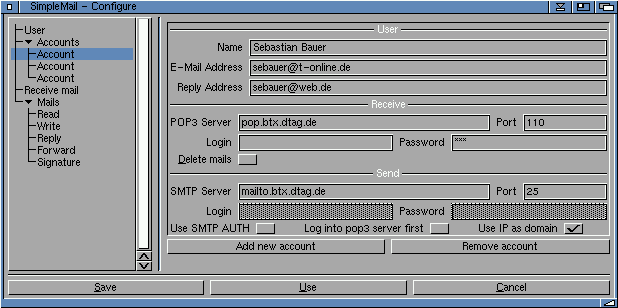 SimpleMail - Configure
User
Accounts
Account
Account
Account
Receive mail
Mails
Read
Write
Reply
Forward
Signature
User
Name Sebastian Bauer
E-Mail Address sebauer@t-online.de
Reply Address sebauer@web.de
Receive
POP3 Server pop.btx.dtag.de Port 110
Login Password ***
Delete mails
Send
SMTP Server mailto.btx.dtag.de Port 25
Login Password
Use SMTP AUTH Log into pop3 server first Use IP as domain
Add new account Remove account
Save Use Cancel